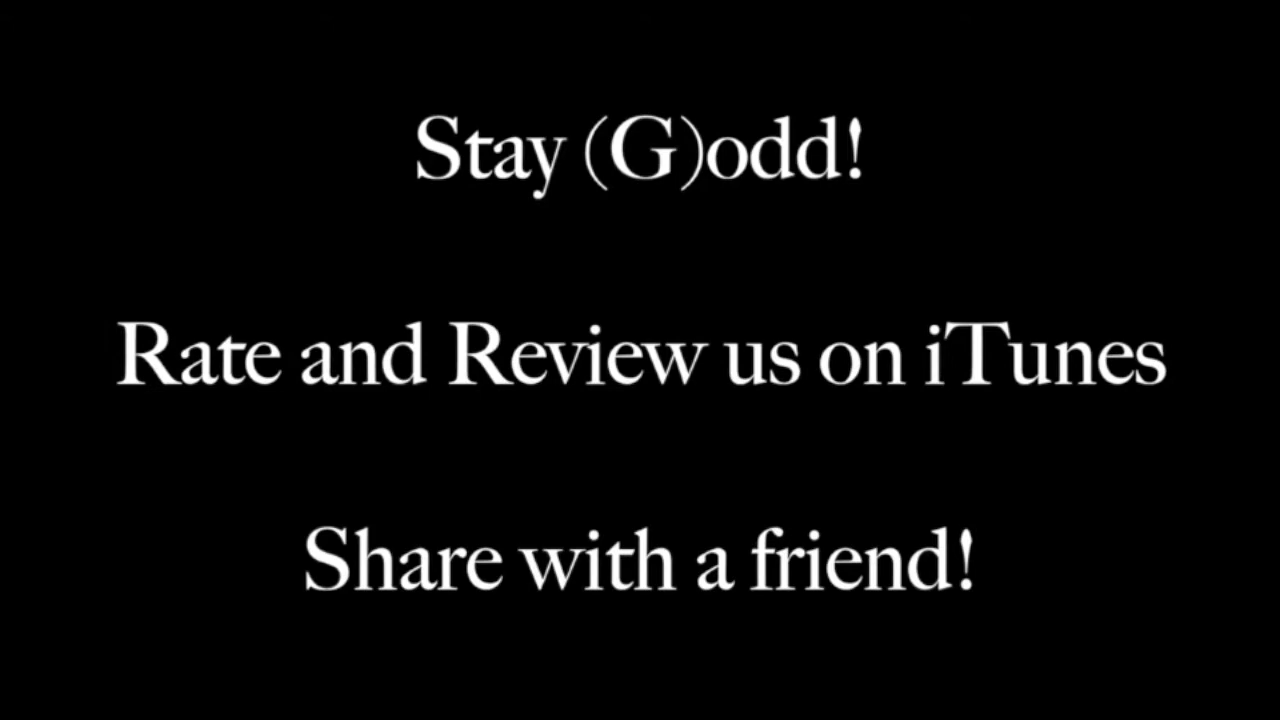 Stay (G)odd!
Rate and Review us on iTunes
Share with a friend!